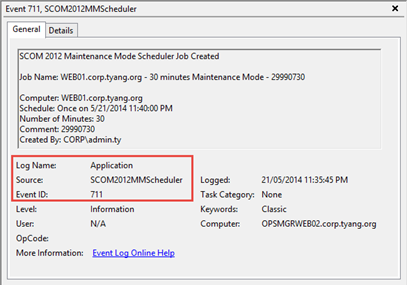 Event 711, SCOM2012MMScheduler
General Details
SCOM 2012 Maintenance Mode Scheduler Job Created
Job Name: WEB01.corp.tyang.org - 30 minutes Maintenance Mode - 29990730
Computer: WEB01.corp.tyang.org
Schedule: Once on 5/21/2014 11:40:00 PM
Number of Minutes: 30
Comment: 29990730
Created By: CORP\admin.ty
Log Name: Application
Source: SCOM2012MMScheduler Logged: 21/05/2014 11:35:45 PM
Event ID: 711 Task Category: None
Level: Information Keywords: Classic
User: N/A Computer: OPSMGRWEB02.corp.tyang.org
OpCode:
More Information: Event Log Online Help